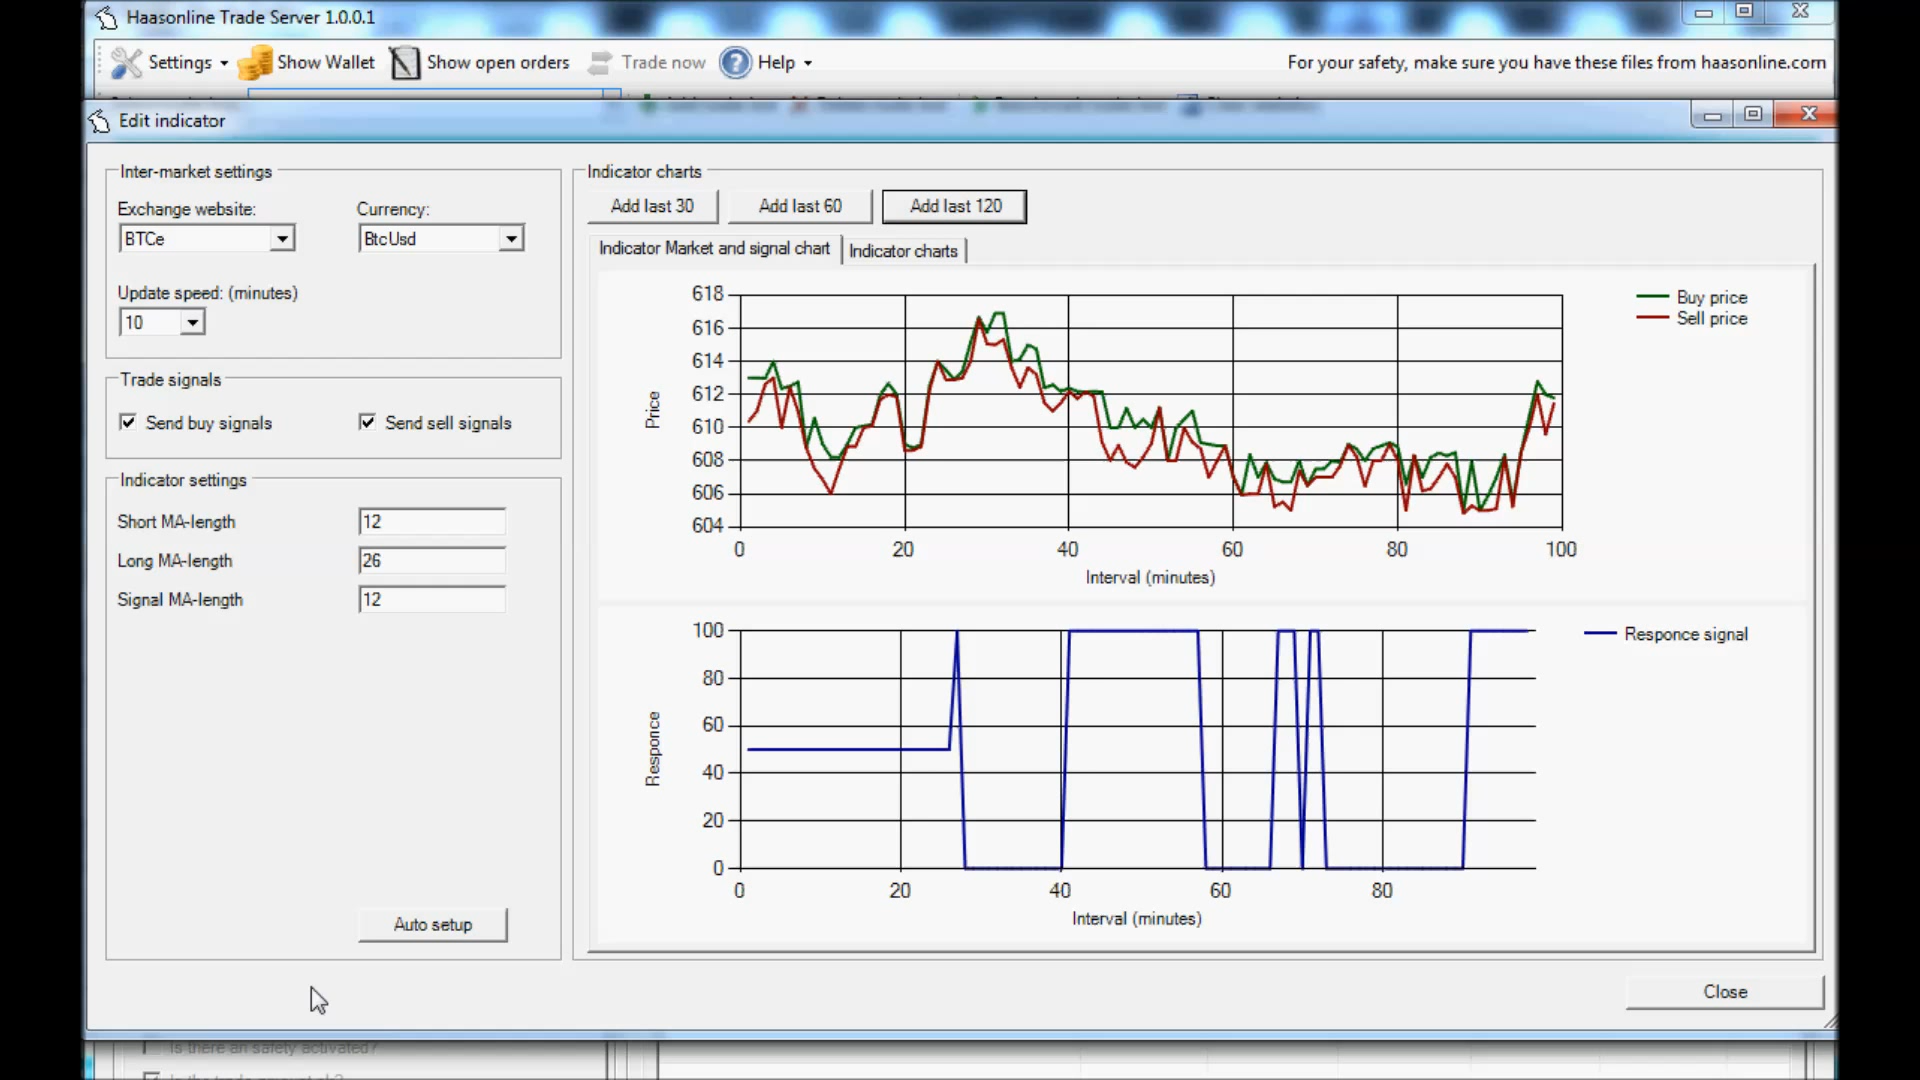 Haasonline Trade Server 1.0.0.1
Settings
Show Wallet
Show open orders
Trade now
Help
For your safety, make sure you have these files from haasonline.com
Edit indicator
Inter-market settings
Exchange website:
Currency:
BTCe
BtcUsd
Update speed: (minutes)
10
Trade signals
Send buy signals
Send sell signals
Indicator settings
Short MA-length
12
Long MA-length
26
Signal MA-length
12
Auto setup
Indicator charts
Add last 30
Add last 60
Add last 120
Indicator Market and signal chart
Indicator charts
618
616
614
612
610
608
606
604
Price
0
20
40
60
80
100
Interval (minutes)
Buy price
Sell price
100
80
60
40
20
0
Responce
0
20
40
60
80
Interval (minutes)
Responce signal
Close
Is there an safety activated?